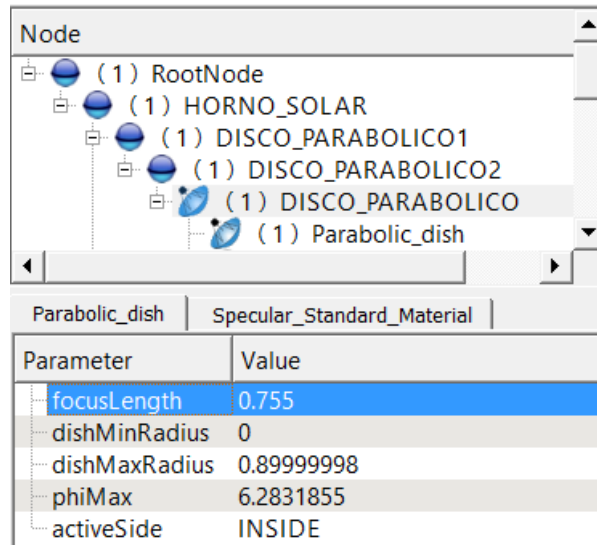 Node
(1) RootNode
(1) HORNO_SOLAR
(1) DISCO_PARABOLICO1
(1) DISCO_PARABOLICO2
(1) DISCO_PARABOLICO
(1) Parabolic_dish
Parabolic_dish Specular_Standard_Material
Parameter Value
focusLength 0.755
dishMinRadius 0
dishMaxRadius 0.89999998
phiMax 6.2831855
activeSide INSIDE